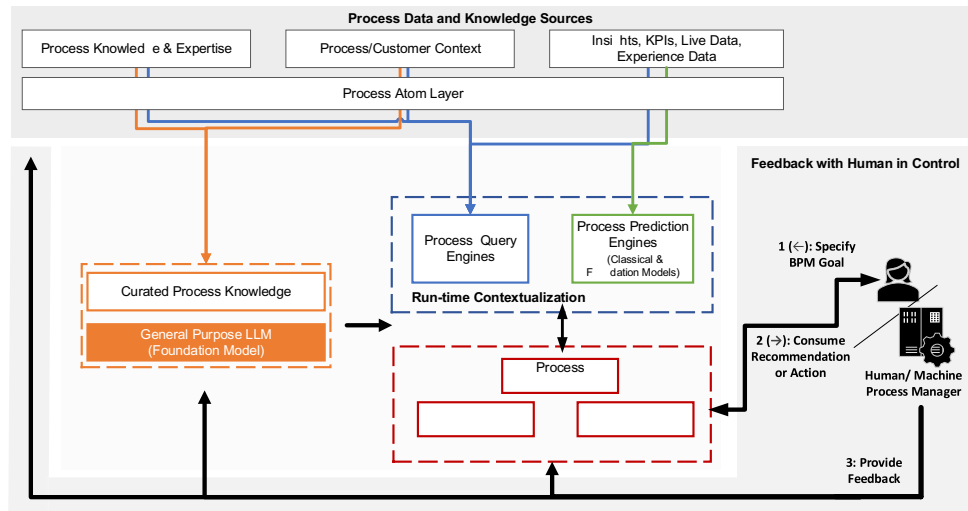 Process Data and Knowledge Sources
Process Knowled e & Expertise
Process/Customer Context
Insi hts, KPIs, Live Data,
Experience Data
Process Atom Layer
Feedback with Human in Control
Process Query
Engines
Process Prediction
Engines
(Classical &
F dation Models)
Run-time Contextualization
Curated Process Knowledge
General Purpose LLM
(Foundation Model)
Process
1 (←): Specify
BPM Goal
2 (→): Consume
Recommendation
or Action
Human/ Machine
Process Manager
3: Provide
Feedback